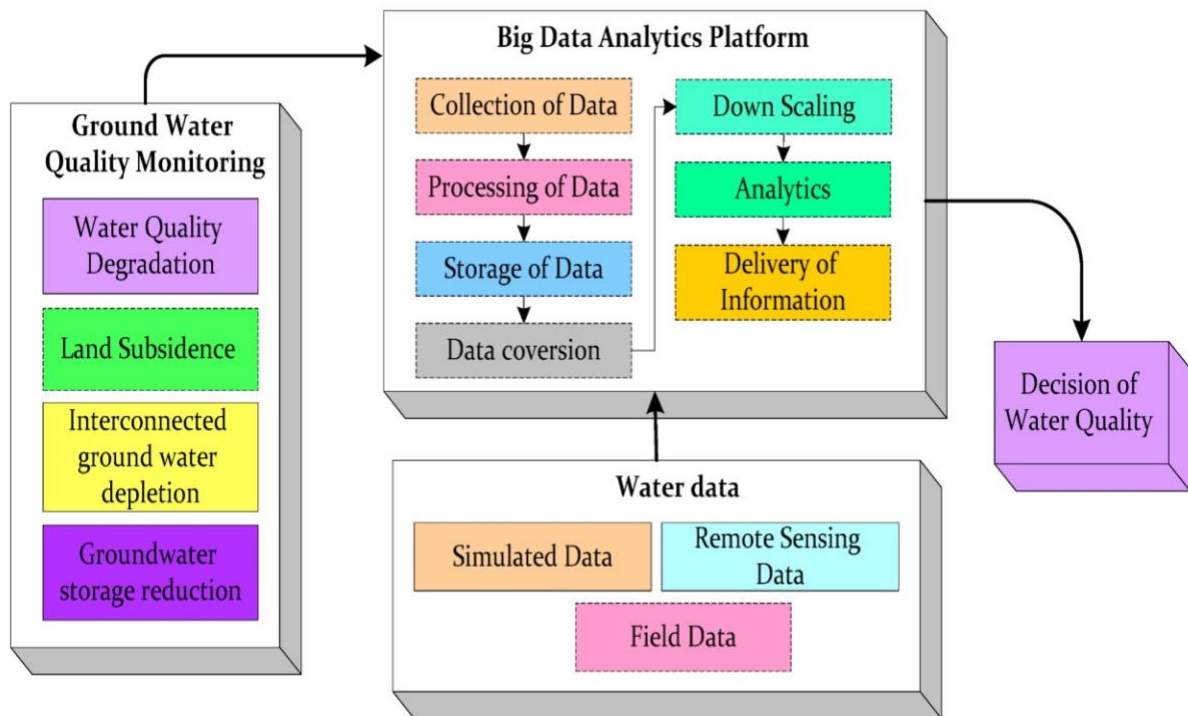 Big Data Analytics Platform
Collection of Data
Processing of Data
Storage of Data
Data coversion
Down Scaling
Analytics
Delivery of
Information
Ground Water
Quality Monitoring
Water Quality
Degradation
Land Subsidence
Interconnected
ground water
depletion
Groundwater
storage reduction
Water data
Simulated Data
Remote Sensing
Data
Field Data
Decision of
Water Quality